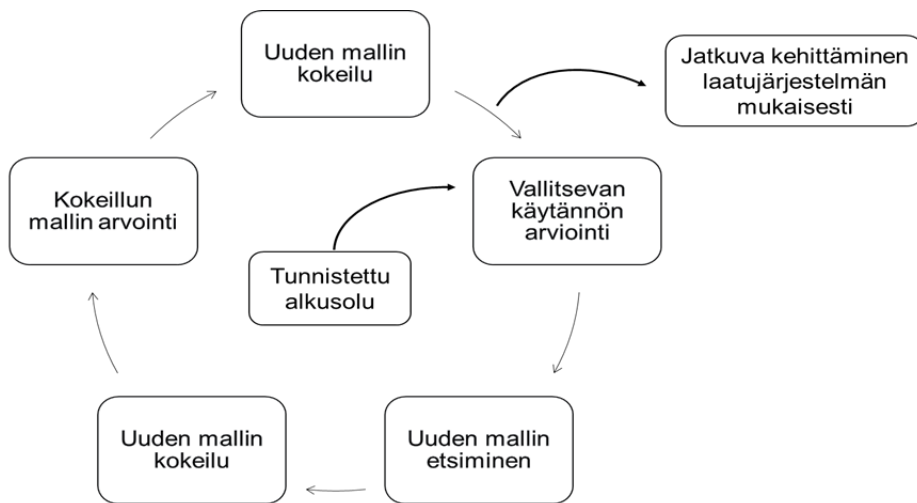 Uuden mallin
kokeilu
Jatkuva kehittäminen
laatujärjestelmän
mukaisesti
Kokeillun
mallin arvointi
Vallitsevan
käytännön
arviointi
Tunnistettu
alkusolu
Uuden mallin
kokeilu
Uuden mallin
etsiminen